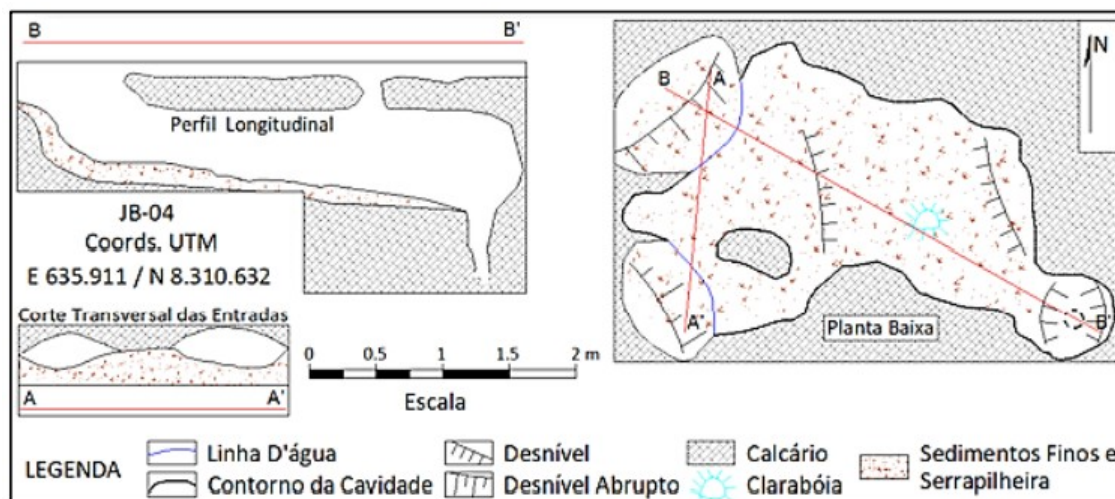 B B'
Perfil Longitudinal
JB-04
Coords. UTM
E 635.911 / N 8.310.632
Corte Transversal das Entradas
A A'
0 0.5 1 1.5 2 m
Escala
N
B A
A' B'
Planta Baixa
LEGENDA
Linha D'água
Contorno da Cavidade
Desnível
Desnível Abrupto
Calcário
Clarabóia
Sedimentos Finos e
Serrapilheira